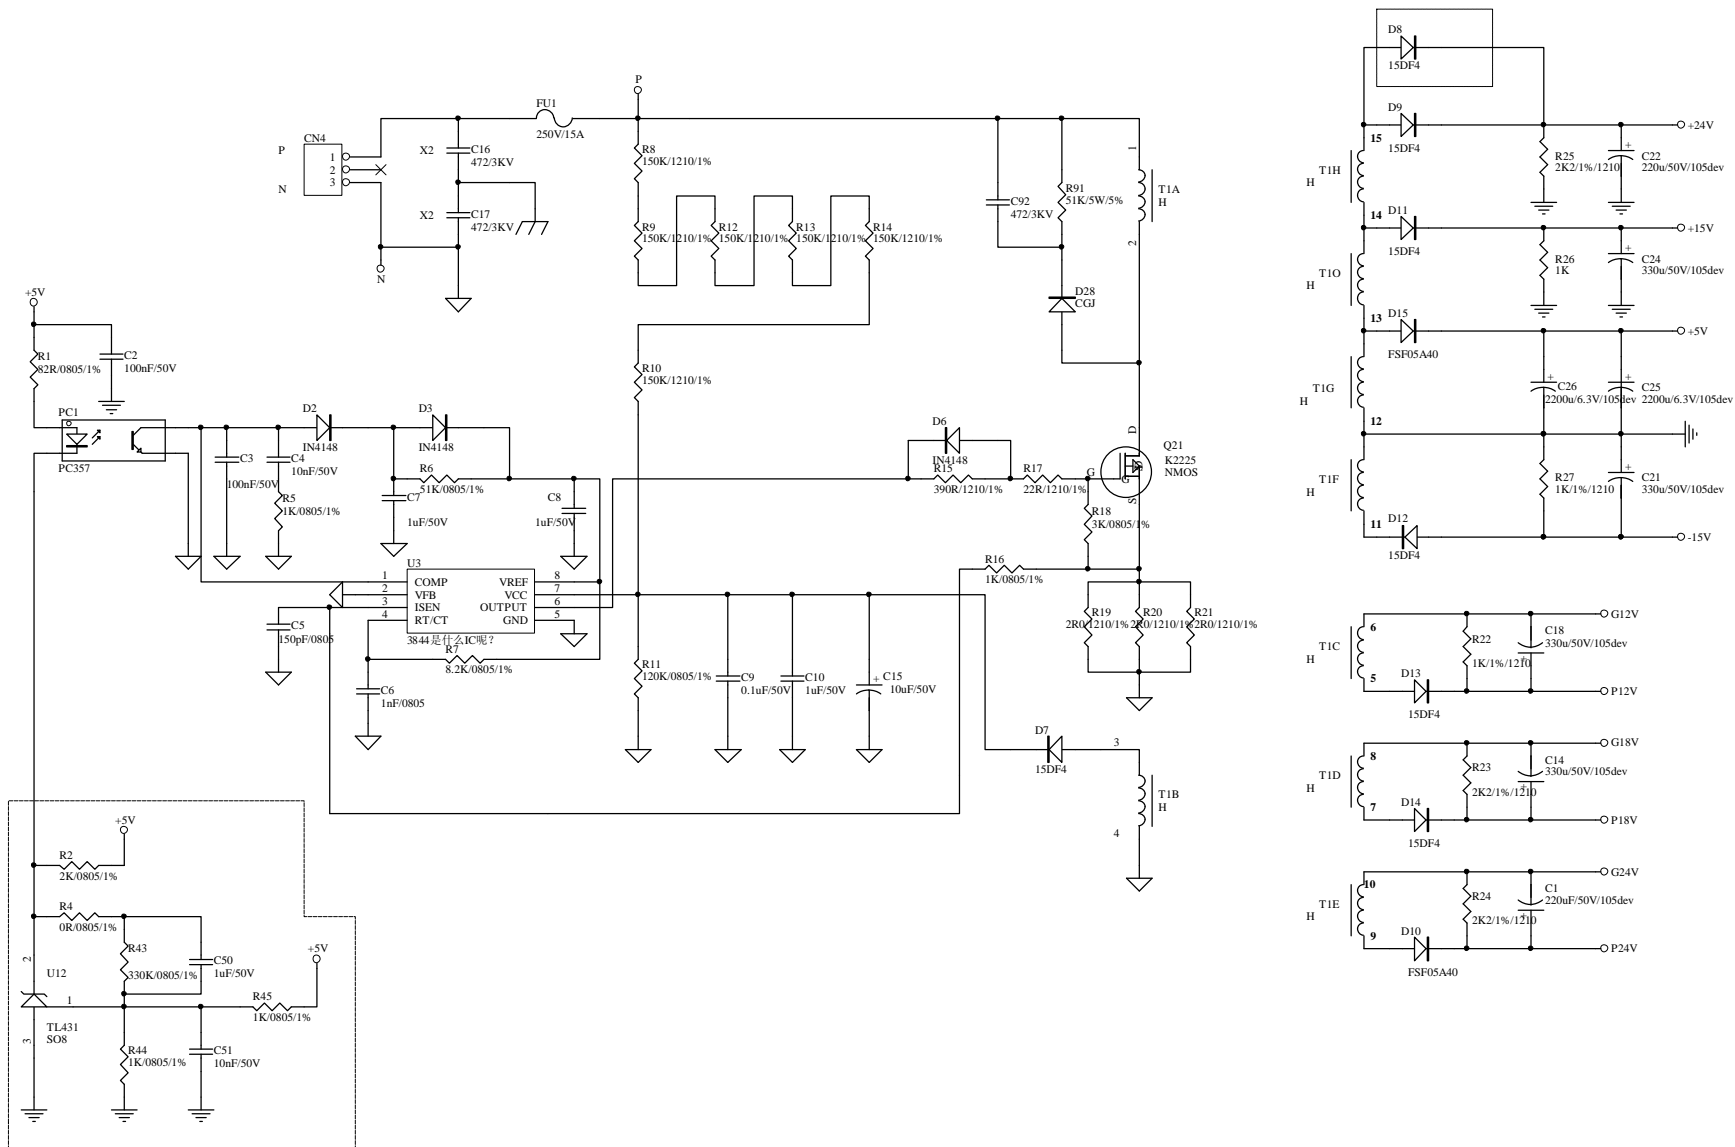 D8
15DF4
P
FU1
250V/15A
CN4
P
1
2
3
N
X2
C16
472/3KV
X2
C17
472/3KV
N
R8
150K/1210/1%
R9
150K/1210/1%
R12
150K/1210/1%
R13
150K/1210/1%
R14
150K/1210/1%
C92
472/3KV
R91
51K/5W/5%
1
T1A
H
2
D28
CGJ
D9
15DF4
+24V
15
T1H
H
R25
2K2/1%/1210
C22
220u/50V/105dev
14
D11
15DF4
+15V
T1O
H
R26
1K
C24
330u/50V/105dev
13
D15
FSF05A40
+5V
T1G
H
C26
2200u/6.3V/105dev
C25
2200u/6.3V/105dev
12
T1F
H
R27
1K/1%/1210
C21
330u/50V/105dev
11
D12
15DF4
-15V
+5V
R1
82R/0805/1%
C2
100nF/50V
PC1
PC357
D2
IN4148
D3
IN4148
C3
100nF/50V
C4
10nF/50V
R5
1K/0805/1%
R6
51K/0805/1%
C7
1uF/50V
C8
1uF/50V
R10
150K/1210/1%
D6
IN4148
R15
390R/1210/1%
R17
22R/1210/1%
D
G
G
S
Q21
K2225
NMOS
R18
3K/0805/1%
R16
1K/0805/1%
R19
2R0/1210/1%
R20
2R0/1210/1%
R21
2R0/1210/1%
U3
1 COMP VREF 8
2 VFB VCC 7
3 ISEN OUTPUT 6
4 RT/CT GND 5
3844是什么IC呢?
C5
150pF/0805
R7
8.2K/0805/1%
C6
1nF/0805
R11
120K/0805/1%
C9
0.1uF/50V
C10
1uF/50V
C15
10uF/50V
D7
15DF4
3
T1B
H
4
6
T1C
H
5
R22
1K/1%/1210
C18
330u/50V/105dev
D13
15DF4
G12V
P12V
8
T1D
H
7
R23
2K2/1%/1210
C14
330u/50V/105dev
D14
15DF4
G18V
P18V
10
T1E
H
9
R24
2K2/1%/1210
C1
220uF/50V/105dev
D10
FSF05A40
G24V
P24V
+5V
R2
2K/0805/1%
R4
0R/0805/1%
R43
330K/0805/1%
C50
1uF/50V
+5V
2
U12
1
R45
1K/0805/1%
TL431
SO8
3
R44
1K/0805/1%
C51
10nF/50V